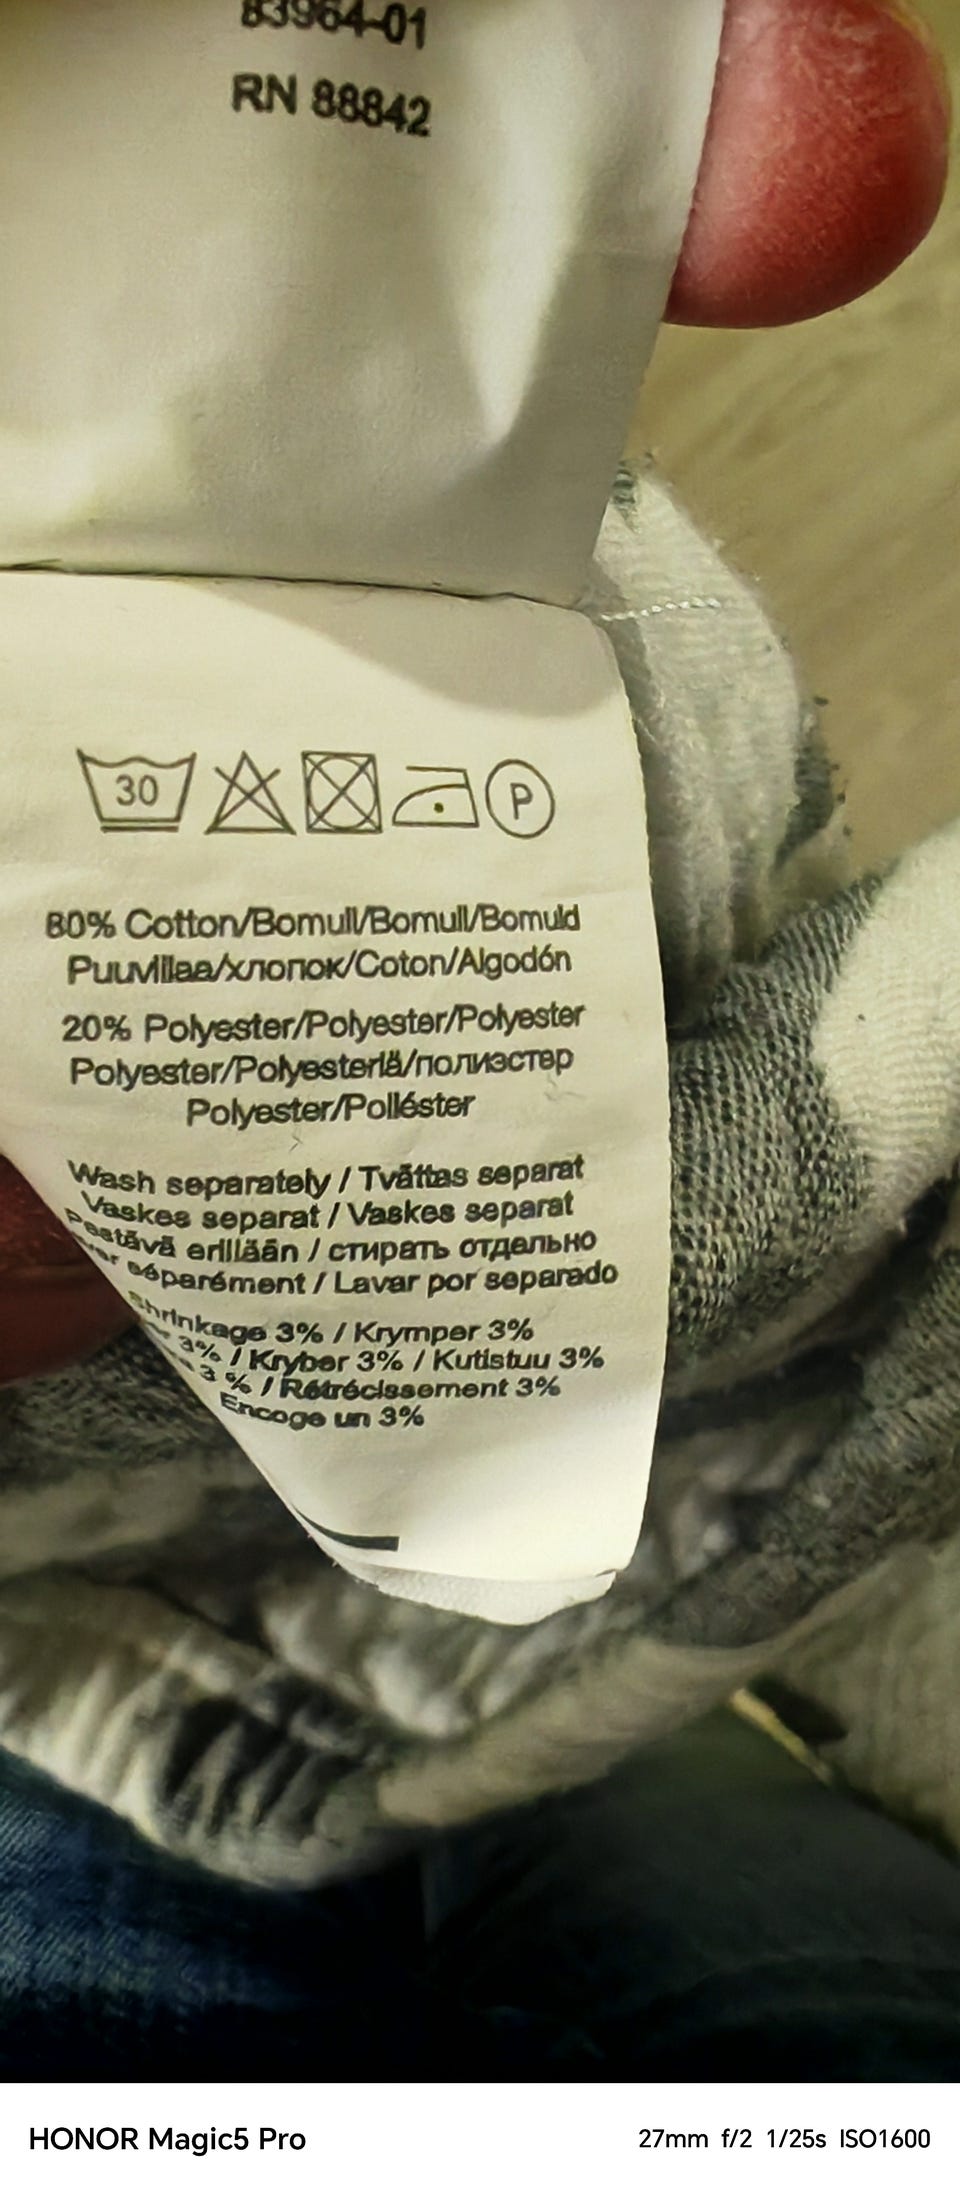 83964-01
RN 88842
30
P
80% Cotton/Bomull/Bomull/Bomuld
Puuvillaa/хлопок/Coton/Algodón
20% Polyester/Polyester/Polyester
Polyester/Polyesteriä/полиэстер
Polyester/Poliéster
Wash separately / Tvättas separat
Vaskes separat / Vaskes separat
Pestävä erillään / стирать отдельно
séparément / Lavar por separado
Shrinkage 3% / Krymper 3%
3% / Kryber 3% / Kutistuu 3%
3 % / Rétrécissement 3%
Encoge un 3%
HONOR Magic5 Pro
27mm f/2 1/25s ISO1600